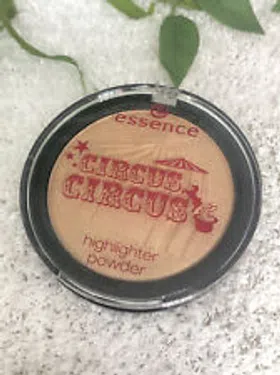 essence
CIRCUS
CIRCUS
highlighter
powder